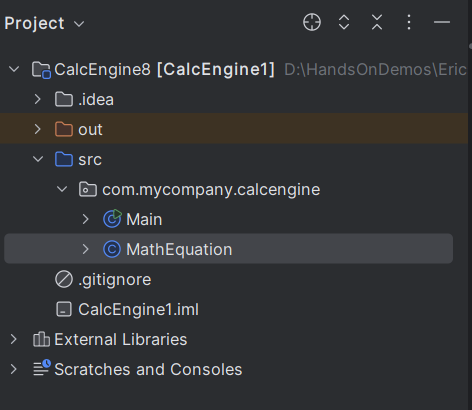 Project
CalcEngine8 [CalcEngine1] D:\HandsOnDemos\Eric
.idea
out
src
com.mycompany.calcengine
Main
MathEquation
.gitignore
CalcEngine1.iml
External Libraries
Scratches and Consoles